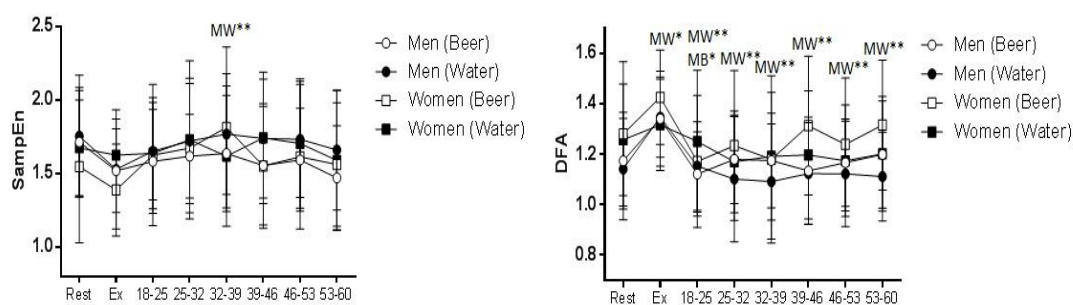 2.5
2.0
1.5
1.0
SampEn
MW**
Rest Ex 18-25 25-32 32-39 39-46 46-53 53-60
Men (Beer)
Men (Water)
Women (Beer)
Women (Water)
1.6
1.4
1.2
1.0
0.8
DFA
MW* MW** MW** MW** MW** MW** MW**
MB*
Rest Ex 18-25 25-32 32-39 39-46 46-53 53-60
Men (Beer)
Men (Water)
Women (Beer)
Women (Water)